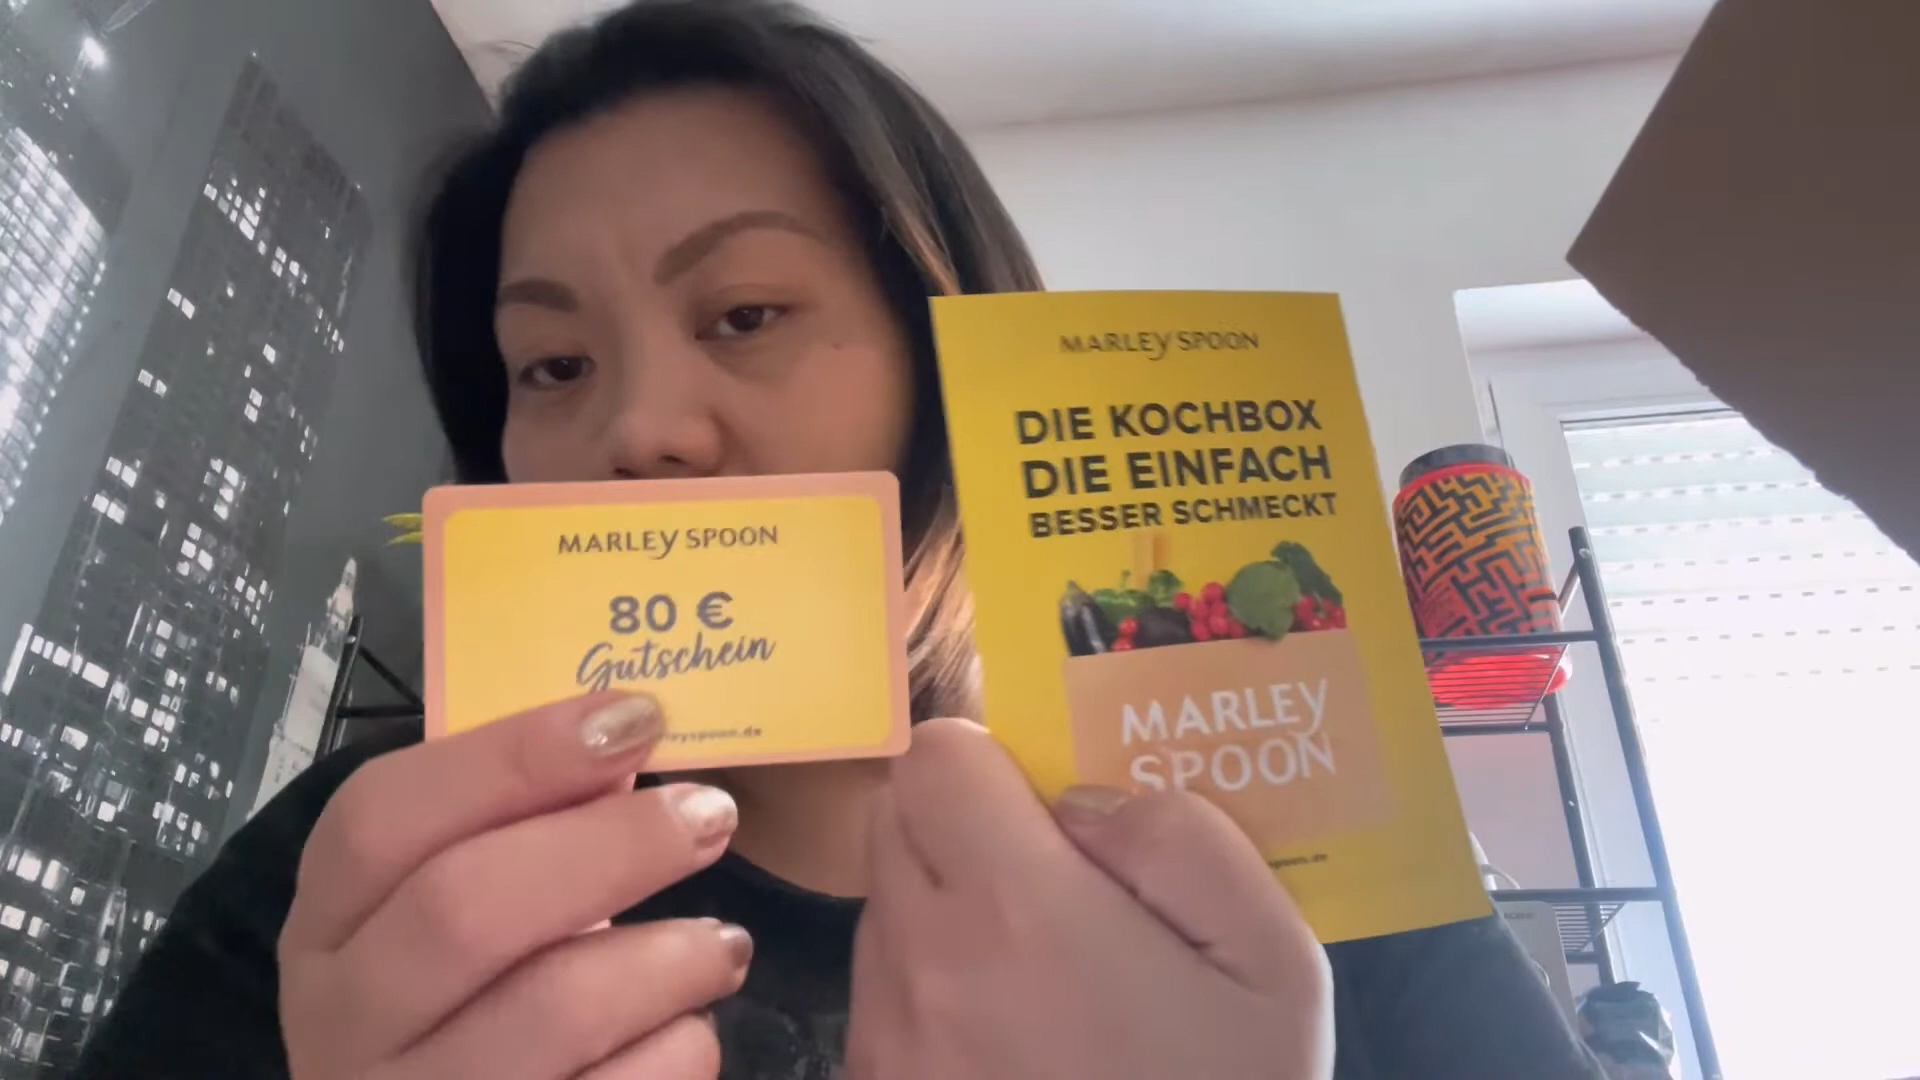 MARLEY SPOON
80 €
Gutschein
MARLEY SPOON
DIE KOCHBOX
DIE EINFACH
BESSER SCHMECKT
MARLEY
SPOON